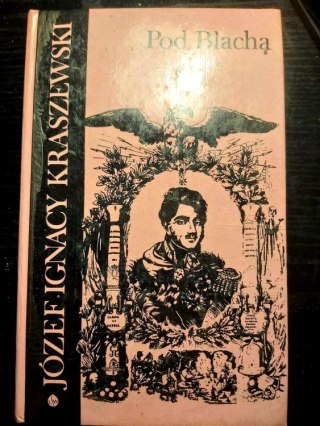 JÓZEF IGNACY KRASZEWSKI
Pod Blachą